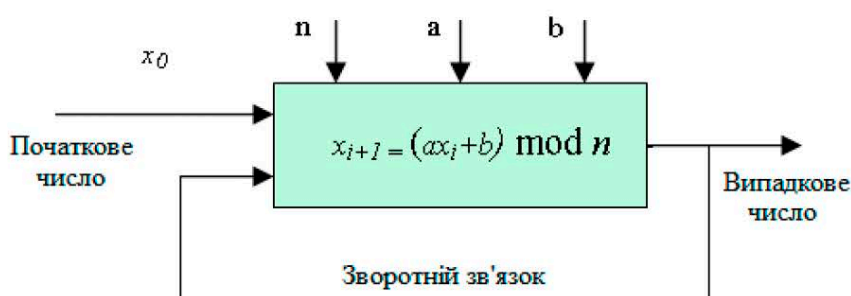 n a b
x₀
Початкове
число
xᵢ₊₁ = (axᵢ+b) mod n
Випадкове
число
Зворотній зв'язок